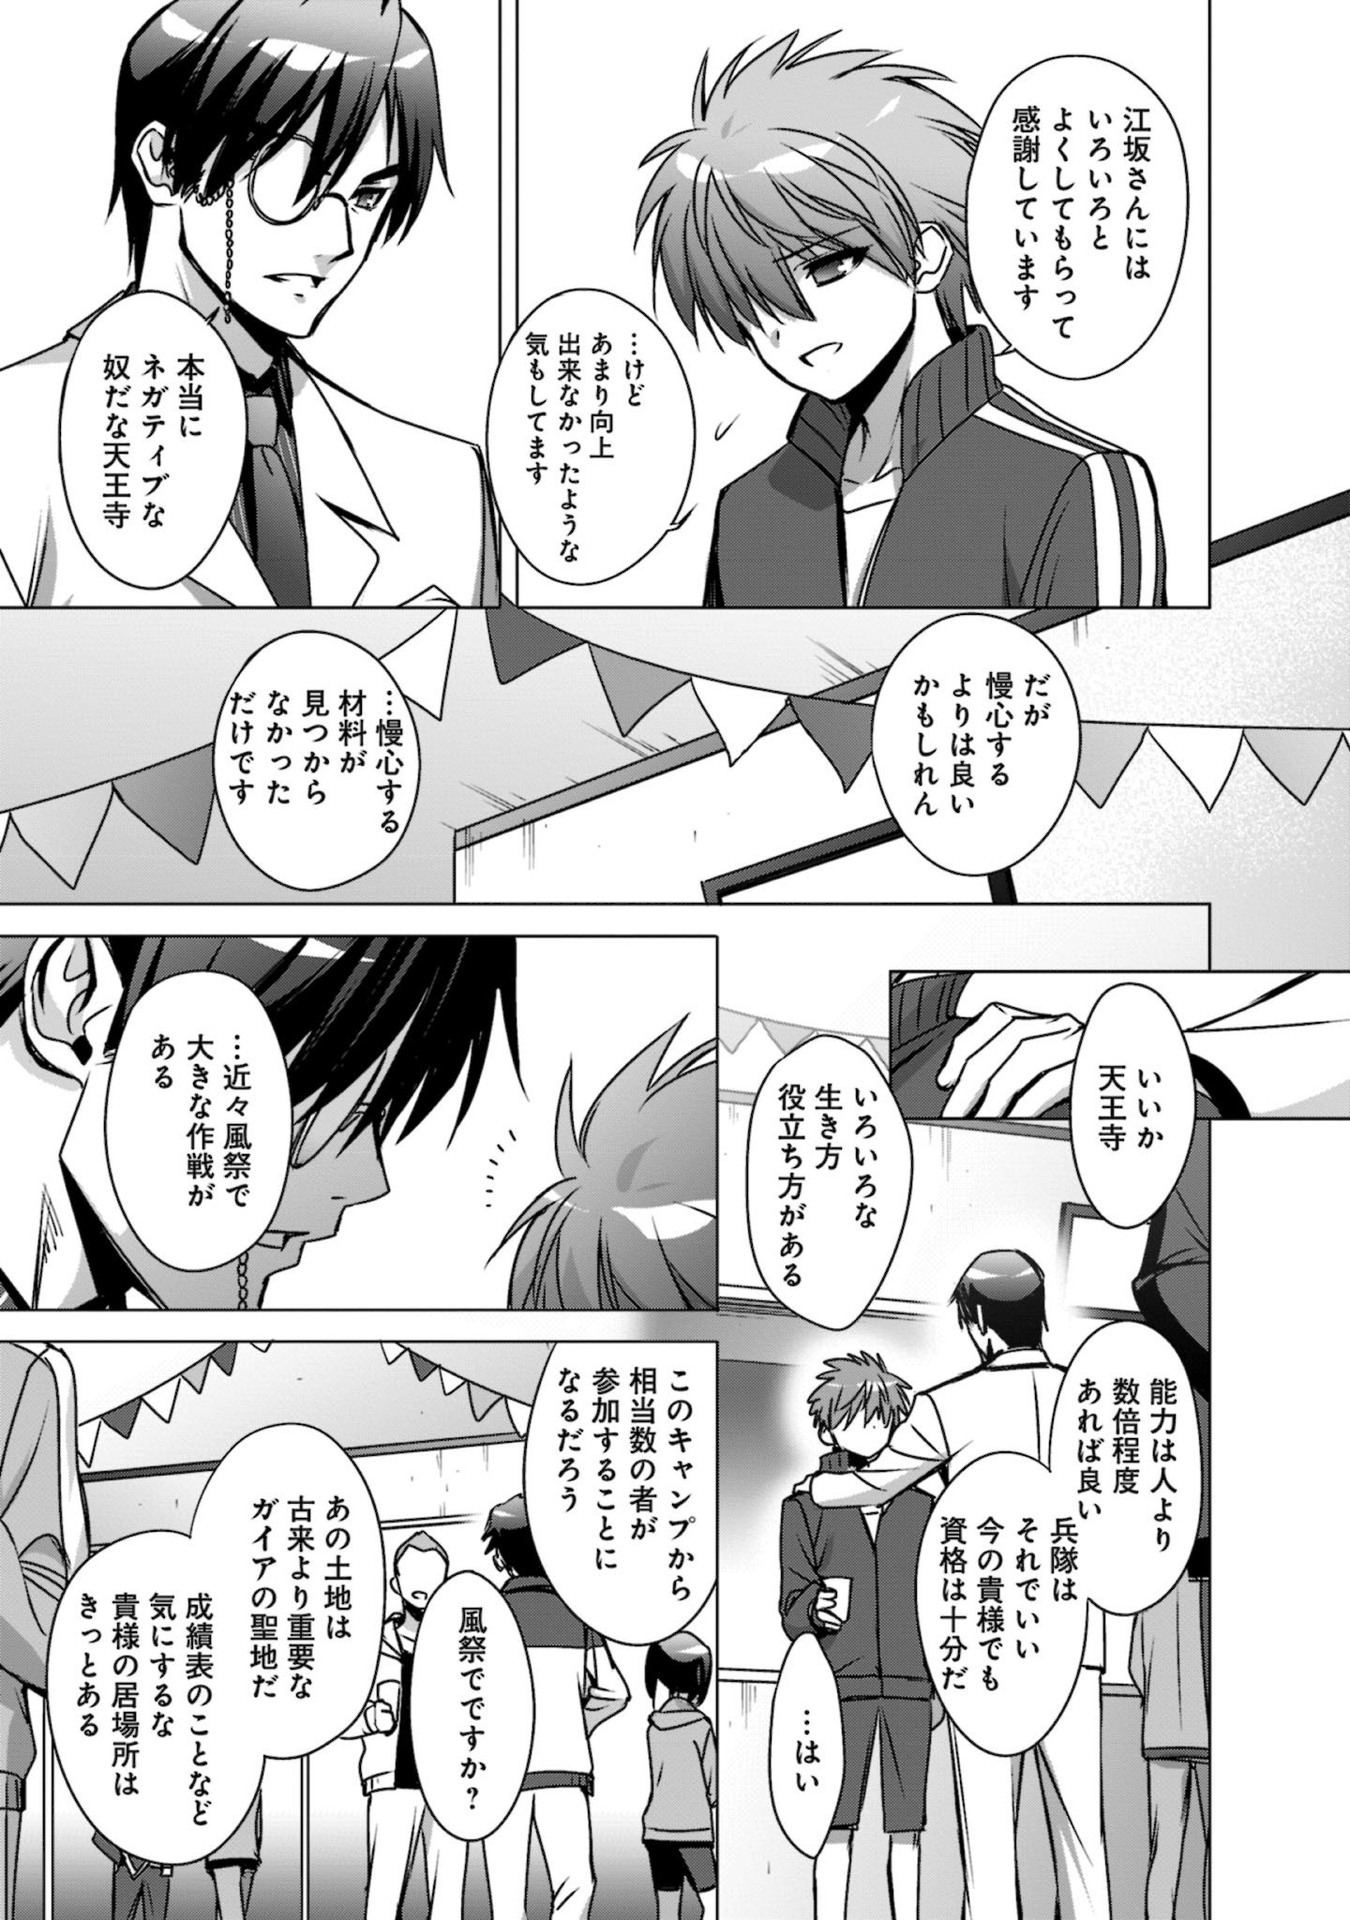 江坂さんには
いろいろと
よくしてもらって
感謝しています
…けど
あまり向上
出来なかったような
気もしてます
本当に
ネガティブな
奴だな天王寺
だが
慢心する
よりは良い
かもしれん
…慢心する
材料が
見つから
なかった
だけです
いいか
天王寺
いろいろな
生き方
役立ち方がある
能力は人より
数倍程度
あれば良い
兵隊は
それでいい
今の貴様でも
資格は十分だ
…はい
…近々風祭で
大きな作戦が
ある
このキャンプから
相当数の者が
参加することに
なるだろう
風祭でですか?
あの土地は
古来より重要な
ガイアの聖地だ
成績表のことなど
気にするな
貴様の居場所は
きっとある